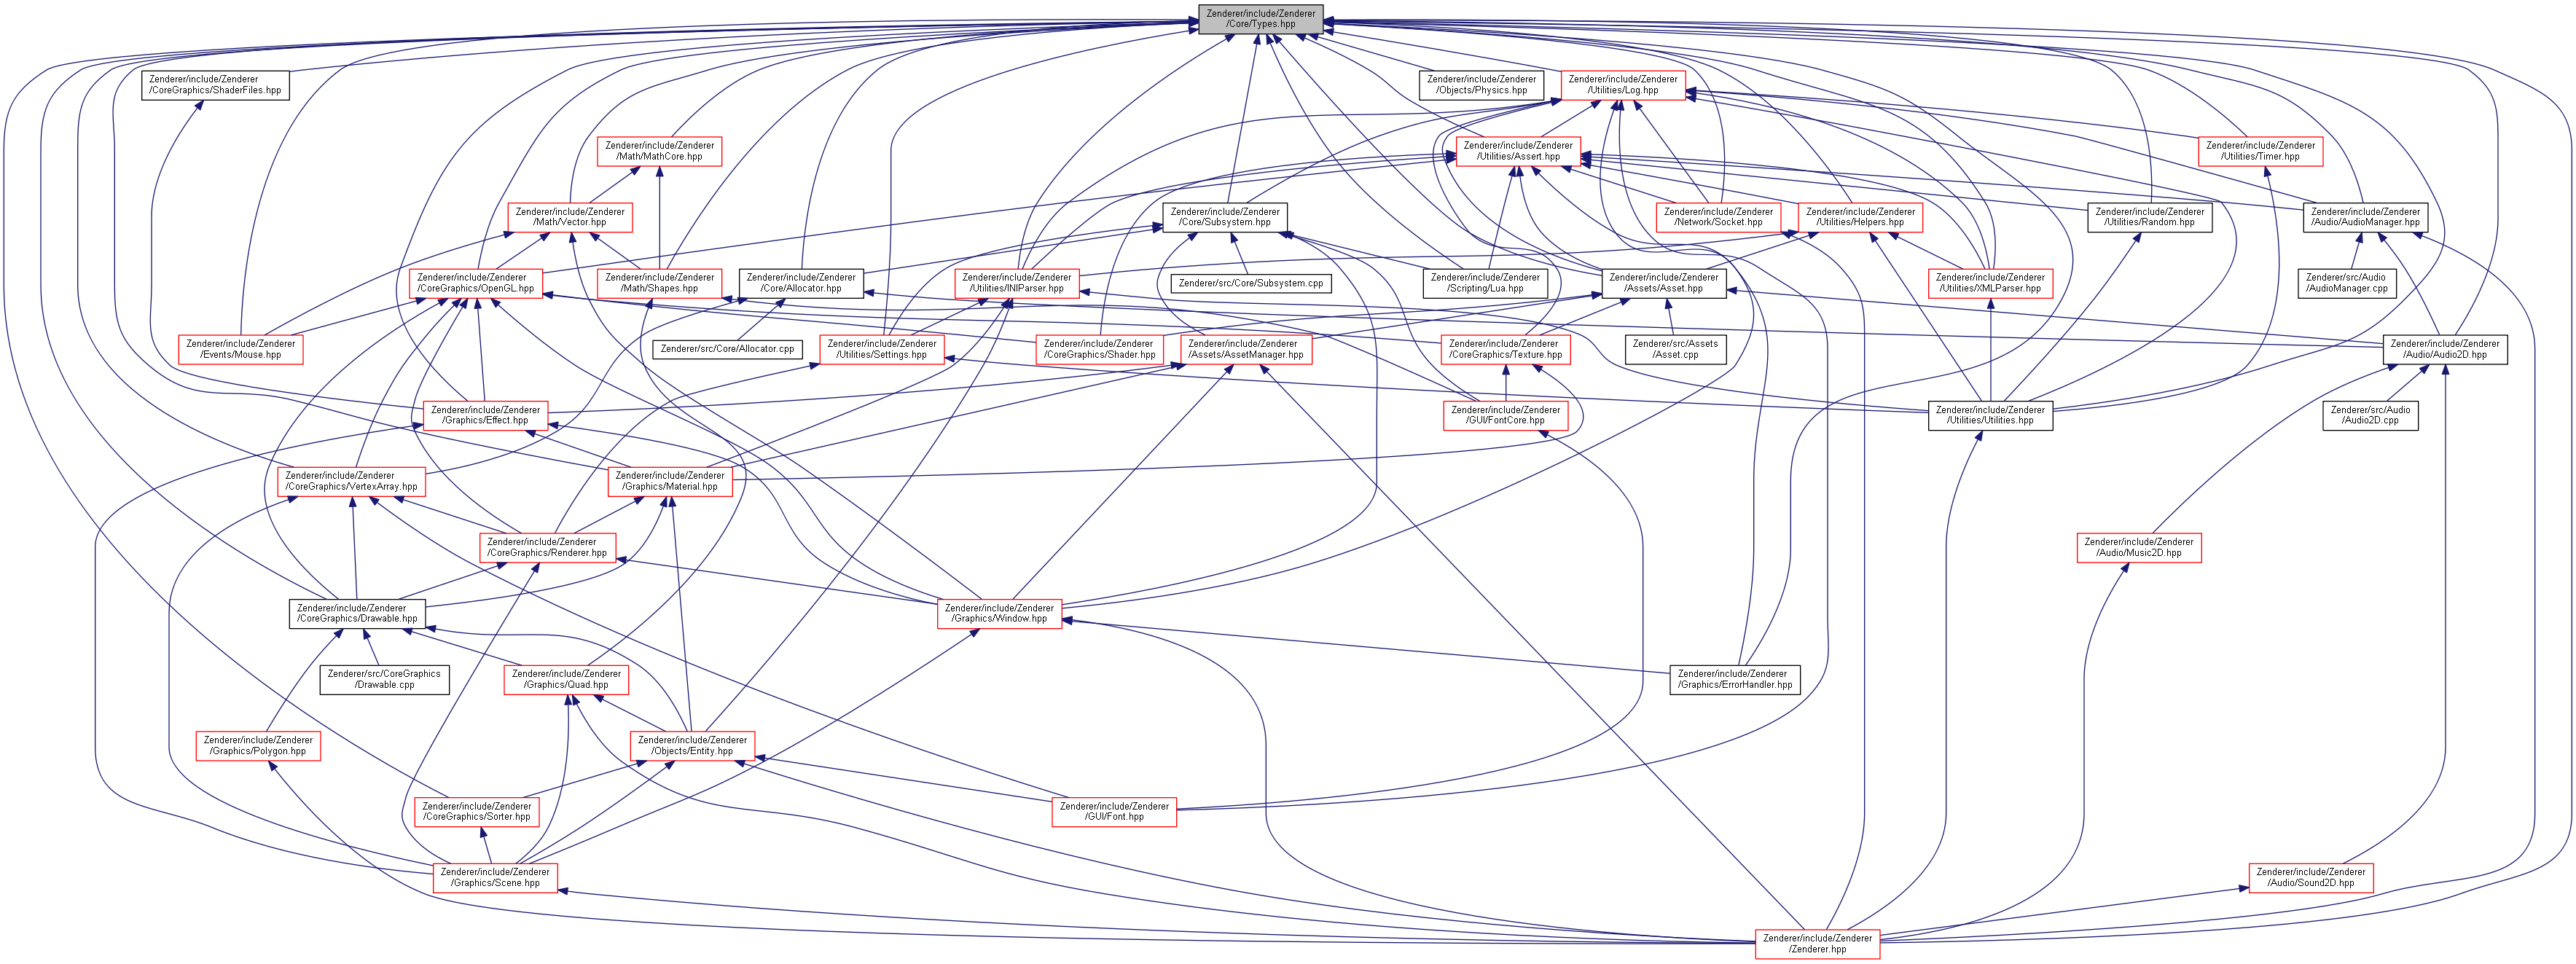 Zenderer/include/Zenderer
/Core/Types.hpp
Zenderer/include/Zenderer
/CoreGraphics/ShaderFiles.hpp
Zenderer/include/Zenderer
/Objects/Physics.hpp
Zenderer/include/Zenderer
/Utilities/Log.hpp
Zenderer/include/Zenderer
/Math/MathCore.hpp
Zenderer/include/Zenderer
/Utilities/Assert.hpp
Zenderer/include/Zenderer
/Utilities/Timer.hpp
Zenderer/include/Zenderer
/Math/Vector.hpp
Zenderer/include/Zenderer
/Core/Subsystem.hpp
Zenderer/include/Zenderer
/Network/Socket.hpp
Zenderer/include/Zenderer
/Utilities/Helpers.hpp
Zenderer/include/Zenderer
/Utilities/Random.hpp
Zenderer/include/Zenderer
/Audio/AudioManager.hpp
Zenderer/include/Zenderer
/CoreGraphics/OpenGL.hpp
Zenderer/include/Zenderer
/Math/Shapes.hpp
Zenderer/include/Zenderer
/Core/Allocator.hpp
Zenderer/include/Zenderer
/Utilities/INIParser.hpp
Zenderer/src/Core/Subsystem.cpp
Zenderer/include/Zenderer
/Scripting/Lua.hpp
Zenderer/include/Zenderer
/Assets/Asset.hpp
Zenderer/include/Zenderer
/Utilities/XMLParser.hpp
Zenderer/src/Audio
/AudioManager.cpp
Zenderer/include/Zenderer
/Events/Mouse.hpp
Zenderer/src/Core/Allocator.cpp
Zenderer/include/Zenderer
/Utilities/Settings.hpp
Zenderer/include/Zenderer
/CoreGraphics/Shader.hpp
Zenderer/include/Zenderer
/Assets/AssetManager.hpp
Zenderer/include/Zenderer
/CoreGraphics/Texture.hpp
Zenderer/src/Assets
/Asset.cpp
Zenderer/include/Zenderer
/Audio/Audio2D.hpp
Zenderer/include/Zenderer
/Graphics/Effect.hpp
Zenderer/include/Zenderer
/GUI/FontCore.hpp
Zenderer/include/Zenderer
/Utilities/Utilities.hpp
Zenderer/src/Audio
/Audio2D.cpp
Zenderer/include/Zenderer
/CoreGraphics/VertexArray.hpp
Zenderer/include/Zenderer
/Graphics/Material.hpp
Zenderer/include/Zenderer
/CoreGraphics/Renderer.hpp
Zenderer/include/Zenderer
/Audio/Music2D.hpp
Zenderer/include/Zenderer
/CoreGraphics/Drawable.hpp
Zenderer/include/Zenderer
/Graphics/Window.hpp
Zenderer/src/CoreGraphics
/Drawable.cpp
Zenderer/include/Zenderer
/Graphics/Quad.hpp
Zenderer/include/Zenderer
/Graphics/ErrorHandler.hpp
Zenderer/include/Zenderer
/Graphics/Polygon.hpp
Zenderer/include/Zenderer
/Objects/Entity.hpp
Zenderer/include/Zenderer
/CoreGraphics/Sorter.hpp
Zenderer/include/Zenderer
/GUI/Font.hpp
Zenderer/include/Zenderer
/Graphics/Scene.hpp
Zenderer/include/Zenderer
/Audio/Sound2D.hpp
Zenderer/include/Zenderer
/Zenderer.hpp